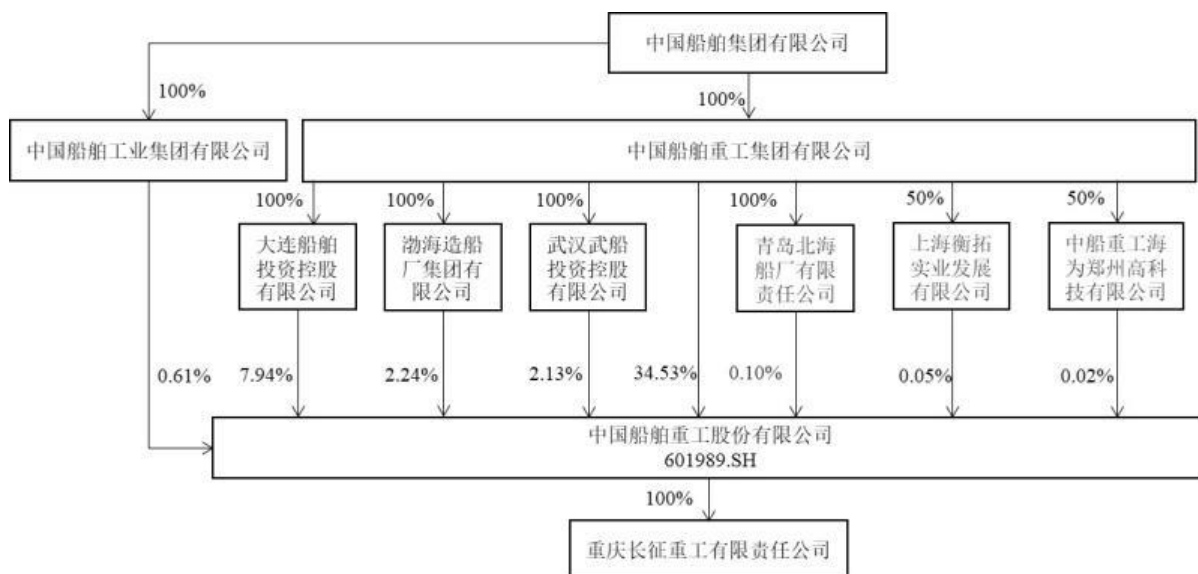 中国船舶集团有限公司
100%
100%
中国船舶工业集团有限公司
中国船舶重工集团有限公司
100%
100%
100%
100%
50%
50%
大连船舶
投资控股
有限公司
渤海造船
厂集团有
限公司
武汉武船
投资控股
有限公司
青岛北海
船厂有限
责任公司
上海衡拓
实业发展
有限公司
中船重工海
为郑州高科
技有限公司
0.61%
7.94%
2.24%
2.13%
34.53%
0.10%
0.05%
0.02%
中国船舶重工股份有限公司
601989.SH
100%
重庆长征重工有限责任公司